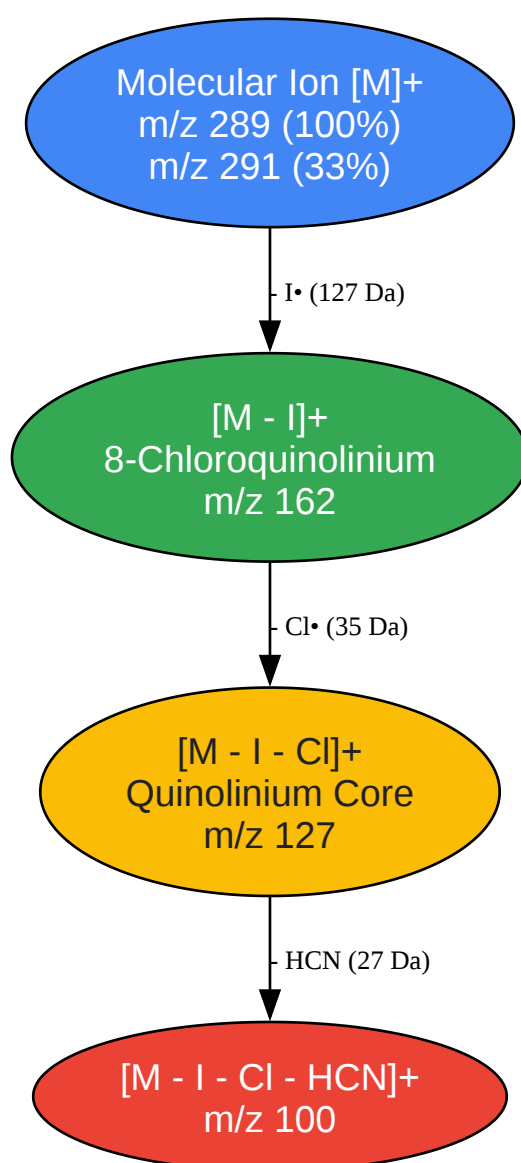 Molecular Ion [M]+
m/z 289 (100%)
m/z 291 (33%)
- I• (127 Da)
[M - I]+
8-Chloroquinolinium
m/z 162
- Cl• (35 Da)
[M - I - Cl]+
Quinolinium Core
m/z 127
- HCN (27 Da)
[M - I - Cl - HCN]+
m/z 100